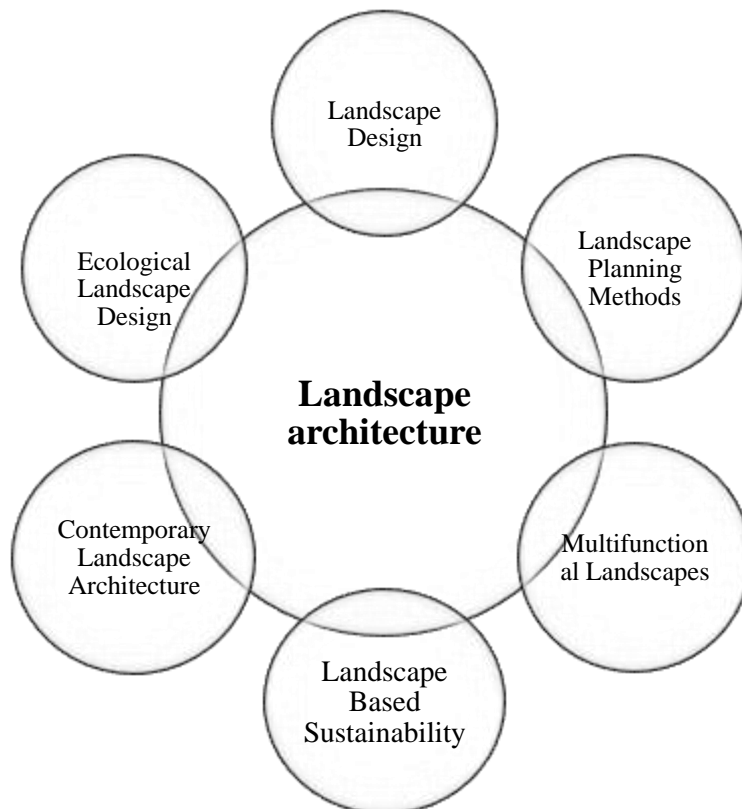 Landscape
Design
Landscape
Planning
Methods
Multifunction
al Landscapes
Landscape
Based
Sustainability
Contemporary
Landscape
Architecture
Ecological
Landscape
Design
Landscape
architecture